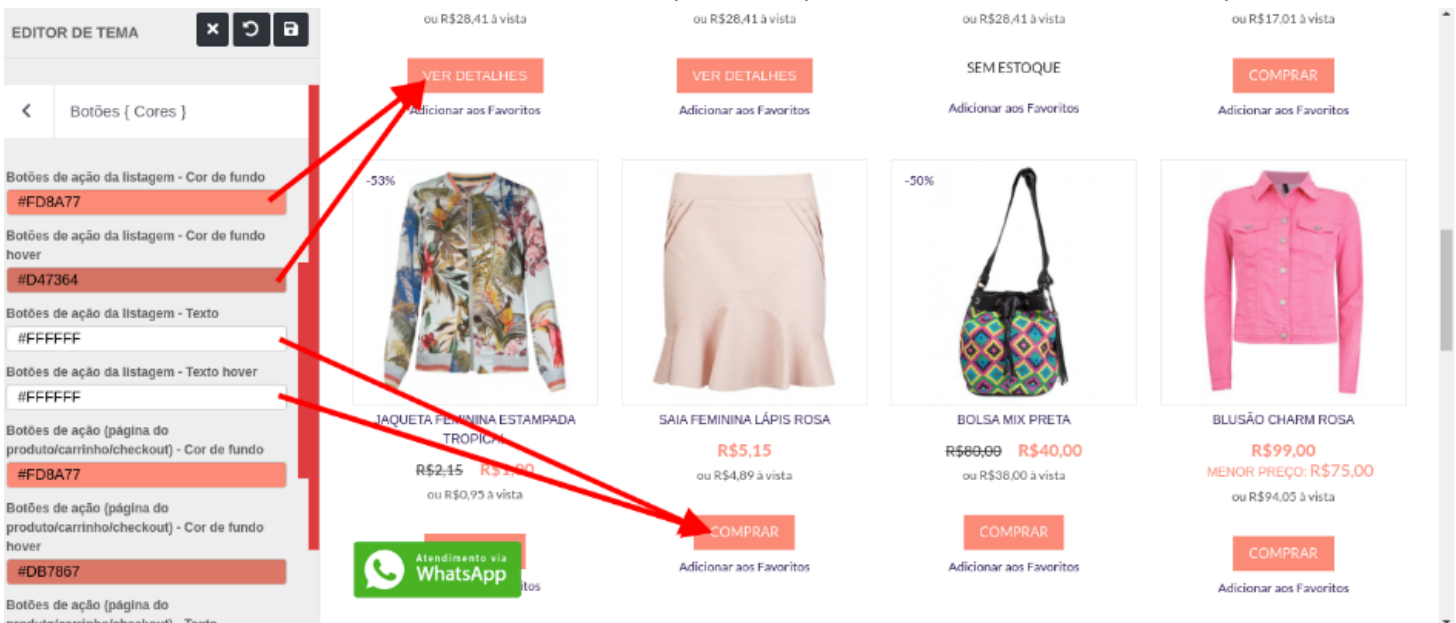 EDITOR DE TEMA
Botões { Cores }
Botões de ação da listagem - Cor de fundo
#FD8A77
Botões de ação da listagem - Cor de fundo
hover
#D47364
Botões de ação da listagem - Texto
#FFFFFF
Botões de ação da listagem - Texto hover
#FFFFFF
Botões de ação (página do
produto/carrinho/checkout) - Cor de fundo
#FD8A77
Botões de ação (página do
produto/carrinho/checkout) - Cor de fundo
hover
#DB7867
Botões de ação (página do
produto/carrinho/checkout) - Texto
ou R$28,41 à vista
ou R$28,41 à vista
ou R$28,41 à vista
ou R$17,01 à vista
VER DETALHES
VER DETALHES
SEM ESTOQUE
COMPRAR
Adicionar aos Favoritos
Adicionar aos Favoritos
Adicionar aos Favoritos
Adicionar aos Favoritos
-53%
-50%
JAQUETA FEMININA ESTAMPADA
TROPICAL
SAIA FEMININA LÁPIS ROSA
BOLSA MIX PRETA
BLUSÃO CHARM ROSA
R$2,15 R$1,00
R$5,15
R$80,00 R$40,00
R$99,00
MENOR PREÇO: R$75,00
ou R$0,95 à vista
ou R$4,89 à vista
ou R$38,00 à vista
ou R$94,05 à vista
COMPRAR
COMPRAR
COMPRAR
Atendimento via
WhatsApp
itos
Adicionar aos Favoritos
Adicionar aos Favoritos
Adicionar aos Favoritos